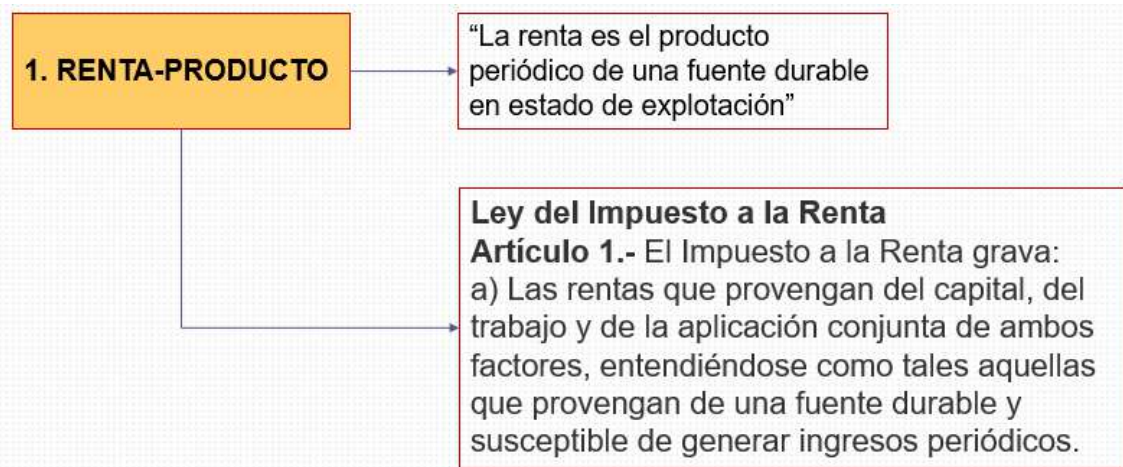 1. RENTA-PRODUCTO
“La renta es el producto
periódico de una fuente durable
en estado de explotación”
Ley del Impuesto a la Renta
Artículo 1.- El Impuesto a la Renta grava:
a) Las rentas que provengan del capital, del
trabajo y de la aplicación conjunta de ambos
factores, entendiéndose como tales aquellas
que provengan de una fuente durable y
susceptible de generar ingresos periódicos.